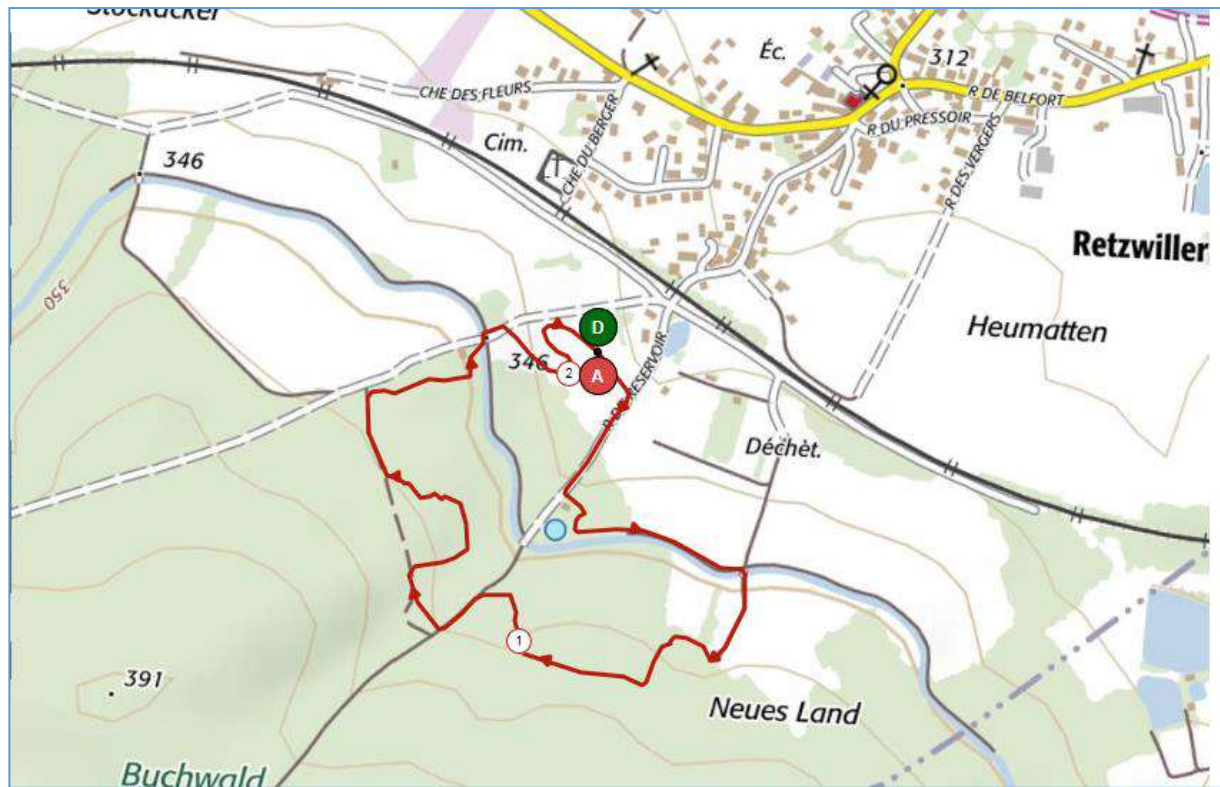 Stockacker
Éc.
312
CHE DES FLEURS
R DE BELFORT
R DU PRESSOIR
Cim.
CHE DU BERGER
R DES VERGERS
346
Retzwiller
350
Heumatten
D
346
2
A
R DU RESERVOIR
Déchèt.
1
391
Neues Land
Buchwald